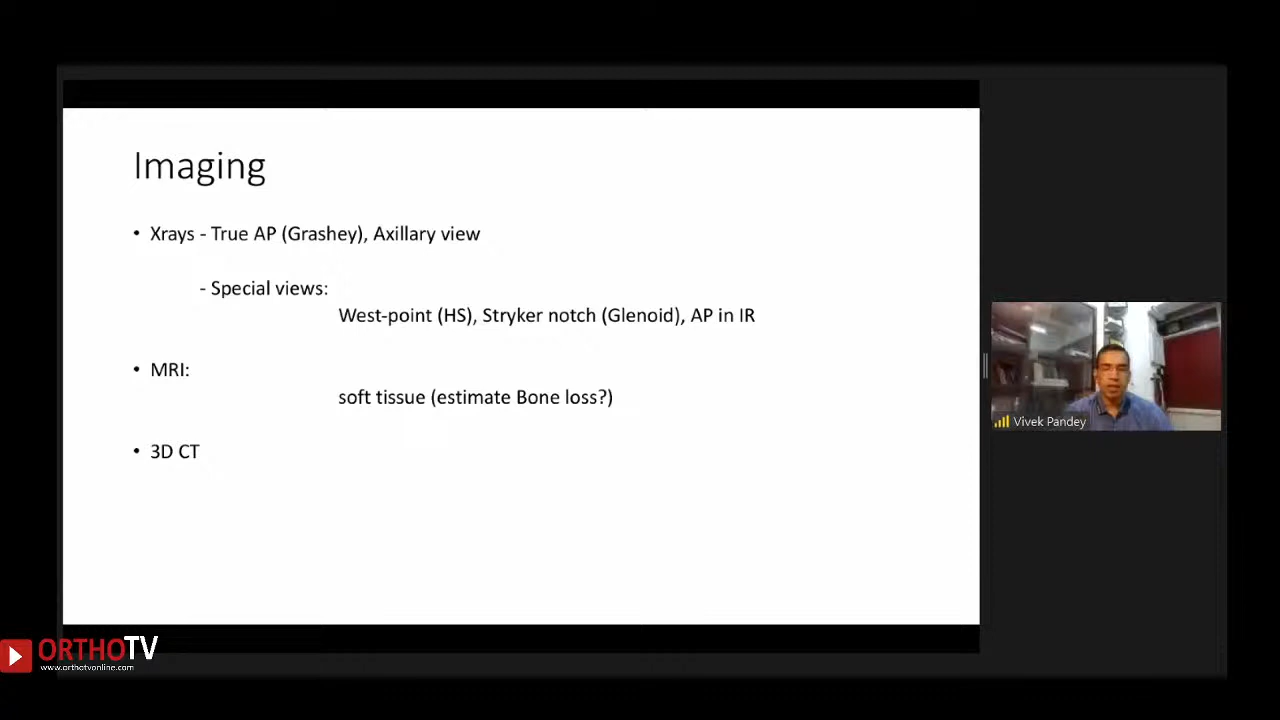 Imaging
• Xrays - True AP (Grashey), Axillary view
- Special views:
West-point (HS), Stryker notch (Glenoid), AP in IR
• MRI:
soft tissue (estimate Bone loss?)
• 3D CT
Vivek Pandey
ORTHOTV
www.orthotvonline.com